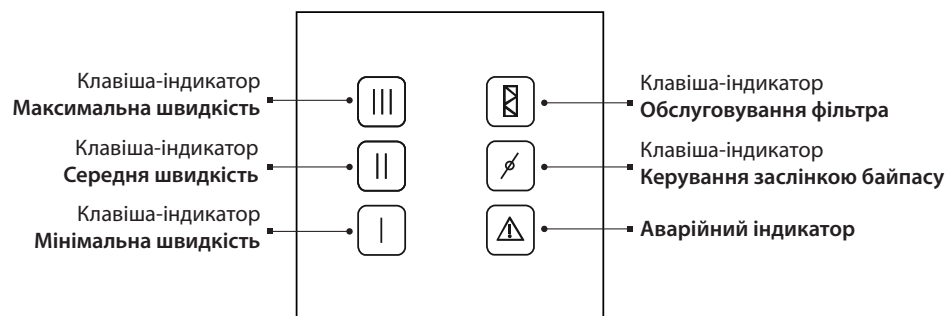 Клавіша-індикатор
Максимальна швидкість
Клавіша-індикатор
Середня швидкість
Клавіша-індикатор
Мінімальна швидкість
Клавіша-індикатор
Обслуговування фільтра
Клавіша-індикатор
Керування заслінкою байпасу
Аварійний індикатор